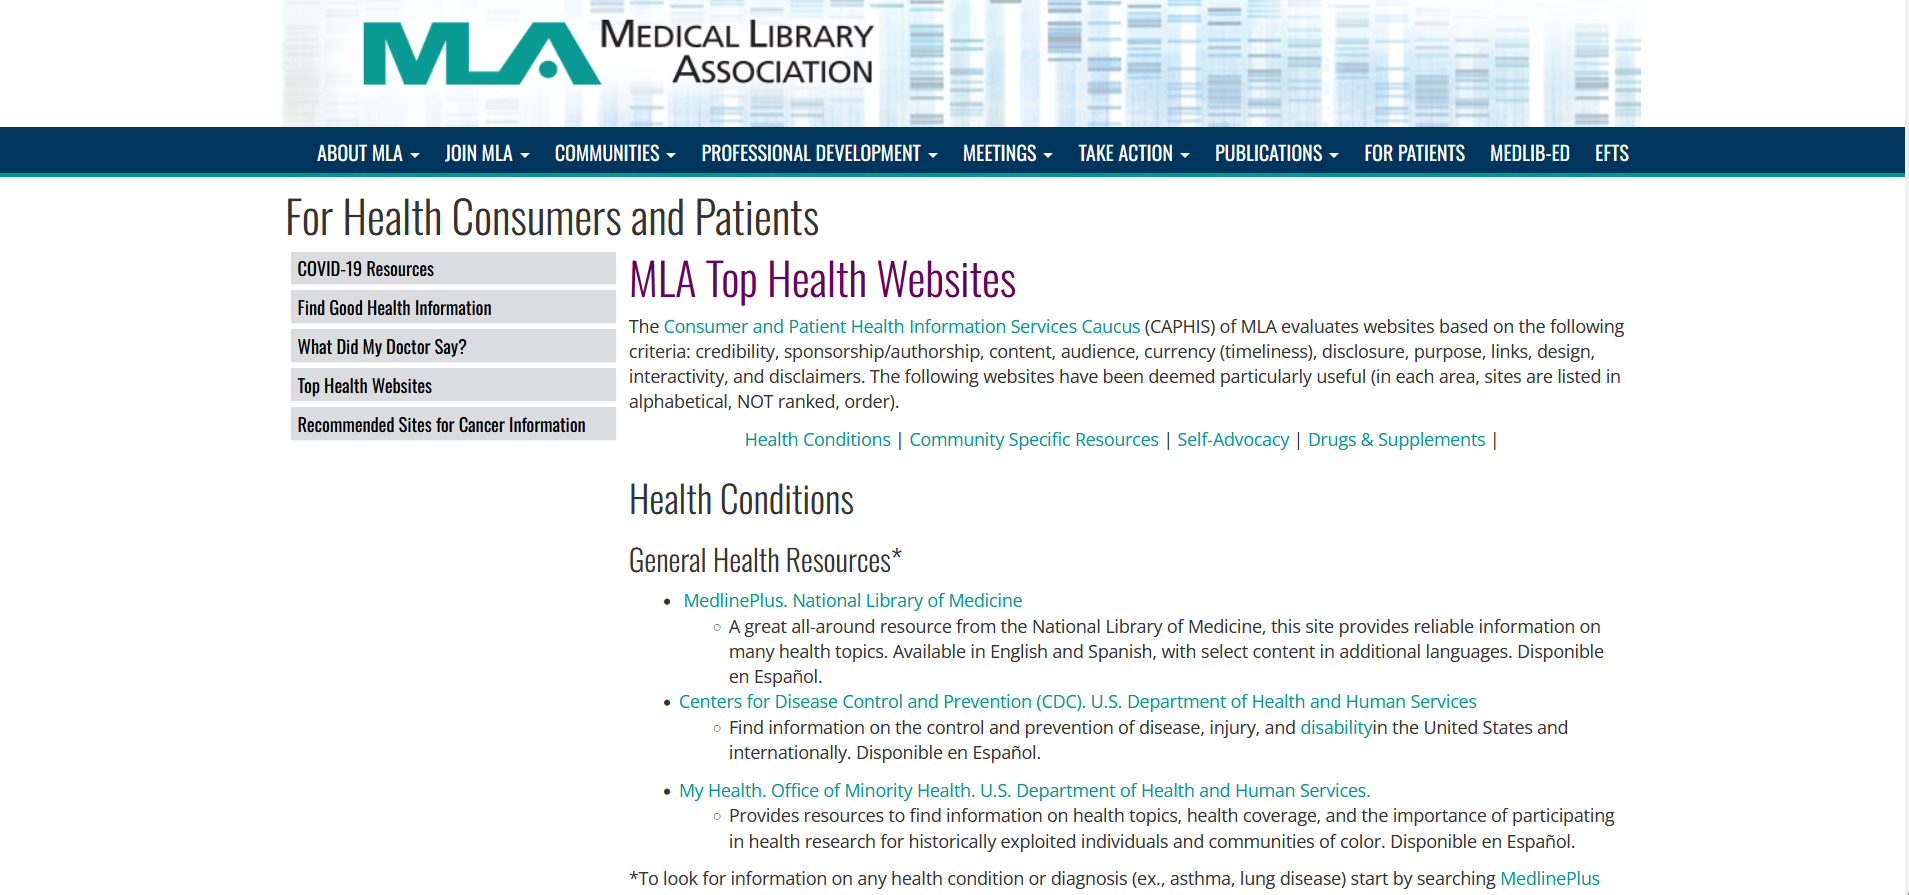 MLA MEDICAL LIBRARY
ASSOCIATION
ABOUT MLA JOIN MLA COMMUNITIES PROFESSIONAL DEVELOPMENT MEETINGS TAKE ACTION PUBLICATIONS FOR PATIENTS MEDLIB-ED EFTS
For Health Consumers and Patients
COVID-19 Resources
Find Good Health Information
What Did My Doctor Say?
Top Health Websites
Recommended Sites for Cancer Information
MLA Top Health Websites
The Consumer and Patient Health Information Services Caucus (CAPHIS) of MLA evaluates websites based on the following
criteria: credibility, sponsorship/authorship, content, audience, currency (timeliness), disclosure, purpose, links, design,
interactivity, and disclaimers. The following websites have been deemed particularly useful (in each area, sites are listed in
alphabetical, NOT ranked, order).
Health Conditions | Community Specific Resources | Self-Advocacy | Drugs & Supplements |
Health Conditions
General Health Resources*
• MedlinePlus. National Library of Medicine
○ A great all-around resource from the National Library of Medicine, this site provides reliable information on
many health topics. Available in English and Spanish, with select content in additional languages. Disponible
en Español.
• Centers for Disease Control and Prevention (CDC). U.S. Department of Health and Human Services
○ Find information on the control and prevention of disease, injury, and disabilityin the United States and
internationally. Disponible en Español.
• My Health. Office of Minority Health. U.S. Department of Health and Human Services.
○ Provides resources to find information on health topics, health coverage, and the importance of participating
in health research for historically exploited individuals and communities of color. Disponible en Español.
*To look for information on any health condition or diagnosis (ex., asthma, lung disease) start by searching MedlinePlus